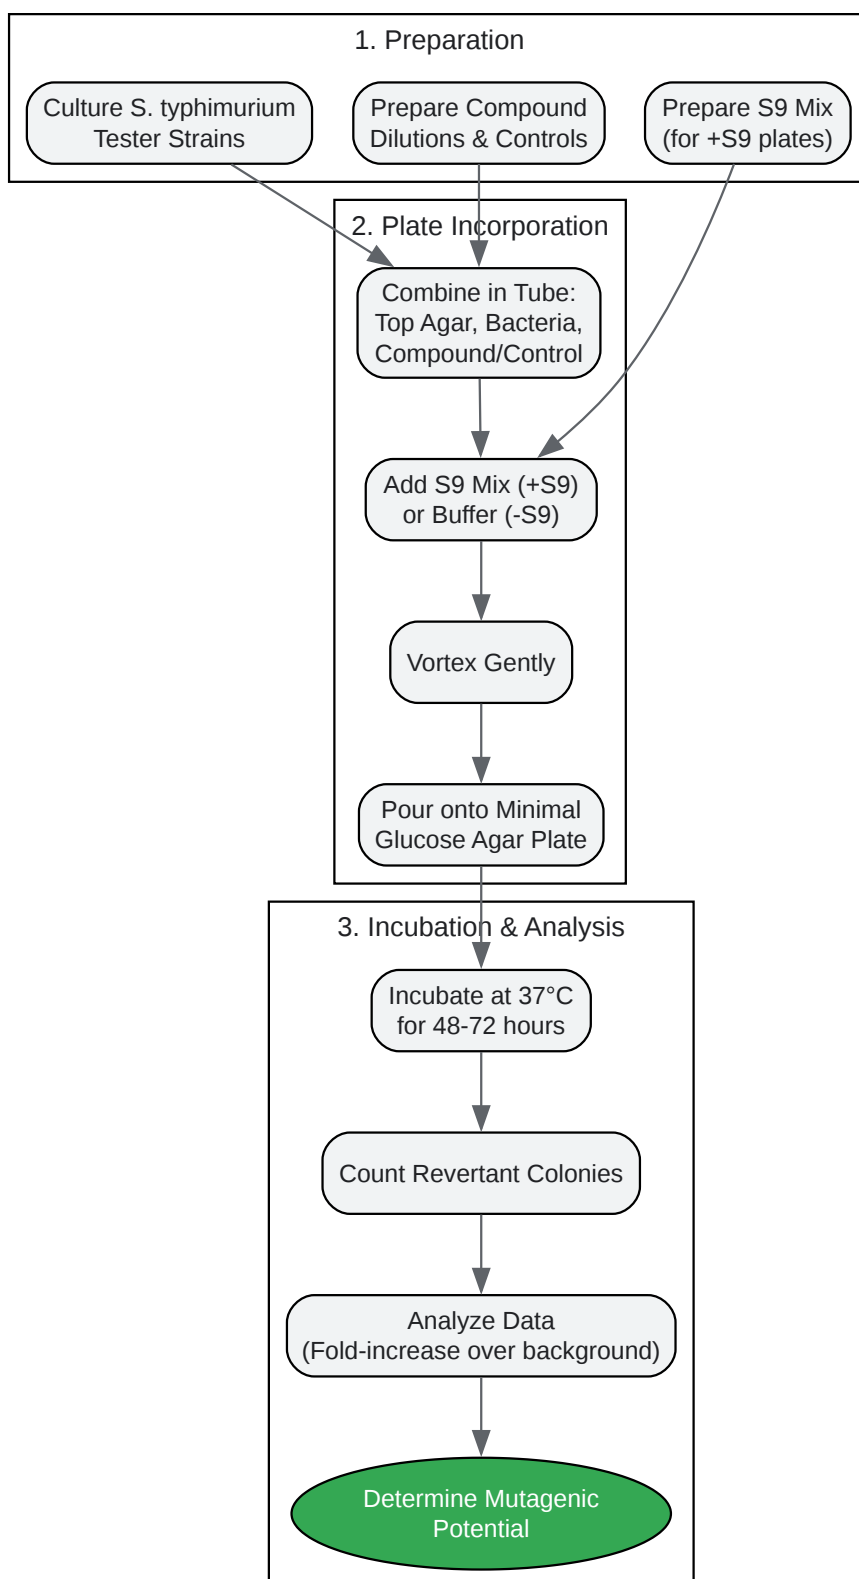 1. Preparation
Culture S. typhimurium
Tester Strains
Prepare Compound
Dilutions & Controls
Prepare S9 Mix
(for +S9 plates)
2. Plate Incorporation
Combine in Tube:
Top Agar, Bacteria,
Compound/Control
Add S9 Mix (+S9)
or Buffer (-S9)
Vortex Gently
Pour onto Minimal
Glucose Agar Plate
3. Incubation & Analysis
Incubate at 37°C
for 48-72 hours
Count Revertant Colonies
Analyze Data
(Fold-increase over background)
Determine Mutagenic
Potential